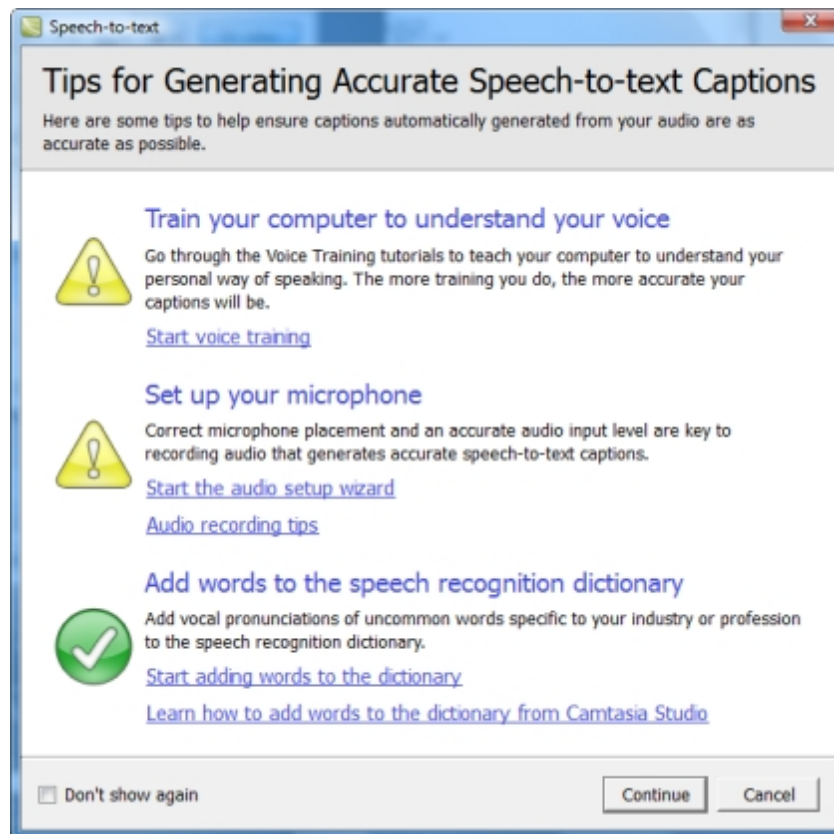 Speech-to-text
Tips for Generating Accurate Speech-to-text Captions
Here are some tips to help ensure captions automatically generated from your audio are as
accurate as possible.
Train your computer to understand your voice
Go through the Voice Training tutorials to teach your computer to understand your
personal way of speaking. The more training you do, the more accurate your
captions will be.
Start voice training
Set up your microphone
Correct microphone placement and an accurate audio input level are key to
recording audio that generates accurate speech-to-text captions.
Start the audio setup wizard
Audio recording tips
Add words to the speech recognition dictionary
Add vocal pronunciations of uncommon words specific to your industry or profession
to the speech recognition dictionary.
Start adding words to the dictionary
Learn how to add words to the dictionary from Camtasia Studio
Don't show again
Continue
Cancel